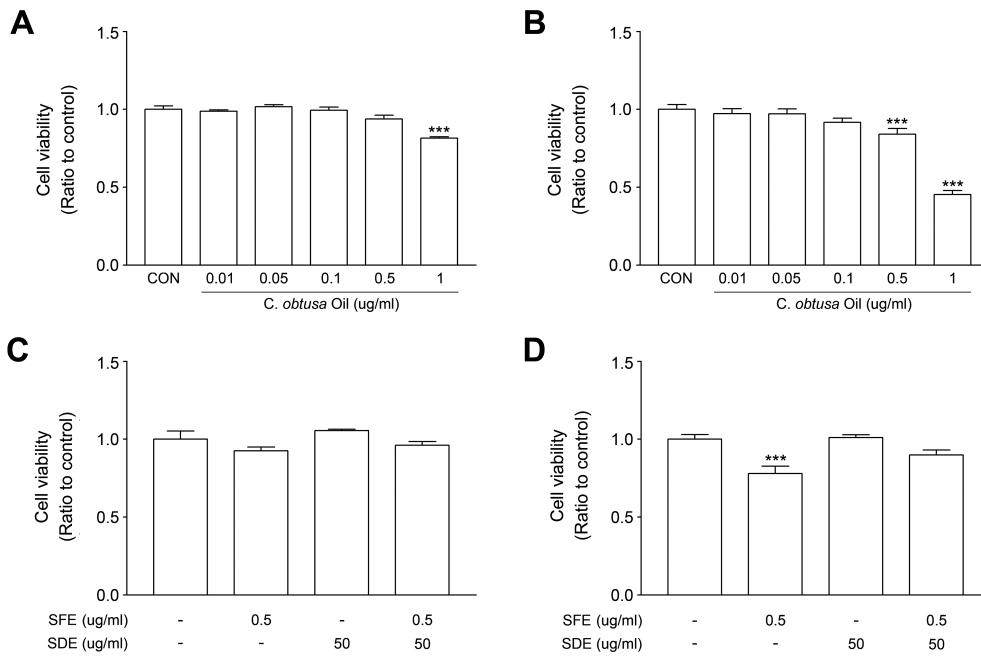 A
1.5
1.0
0.5
0.0
Cell viability
(Ratio to control)
***
CON 0.01 0.05 0.1 0.5 1
C. obtusa Oil (ug/ml)
B
1.5
1.0
0.5
0.0
Cell viability
(Ratio to control)
***
***
CON 0.01 0.05 0.1 0.5 1
C. obtusa Oil (ug/ml)
C
1.5
1.0
0.5
0.0
Cell viability
(Ratio to control)
SFE (ug/ml) - 0.5 - 0.5
SDE (ug/ml) - - 50 50
D
1.5
1.0
0.5
0.0
Cell viability
(Ratio to control)
***
SFE (ug/ml) - 0.5 - 0.5
SDE (ug/ml) - - 50 50